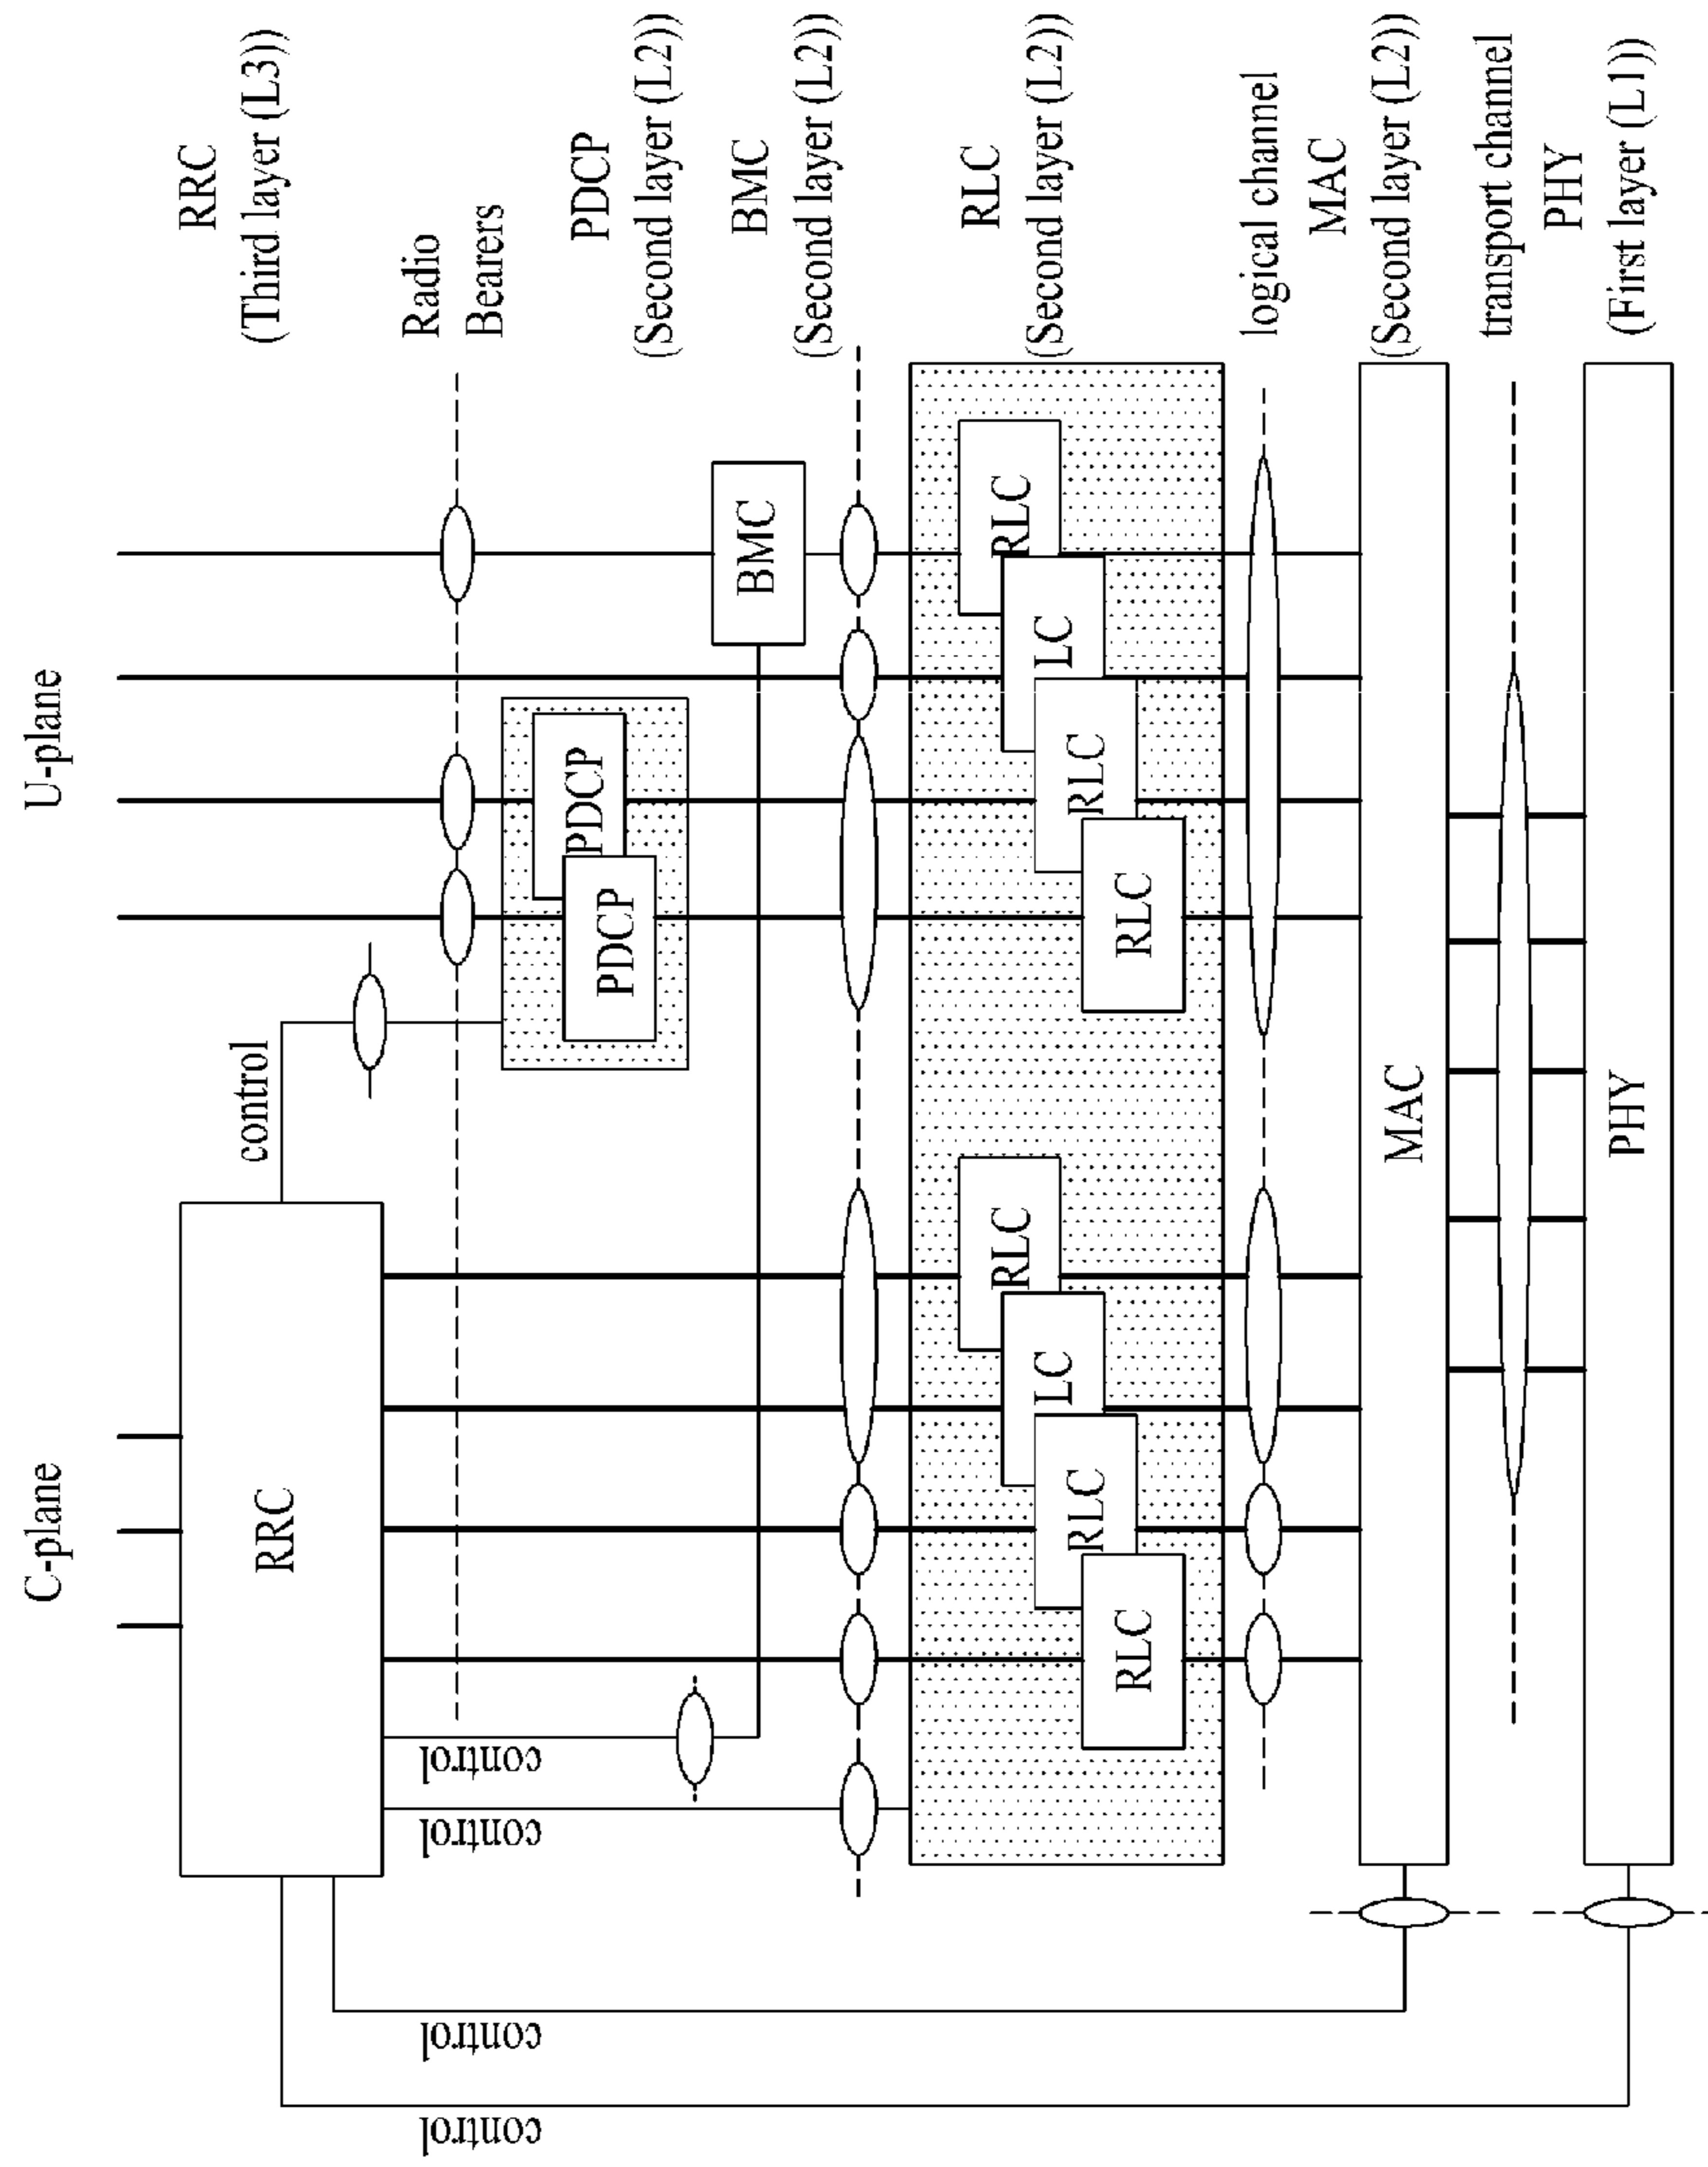 C-plane
U-plane
RRC
(Third layer (L3))
control
RRC
Radio
Bearers
control
control
control
control
PDCP
PDCP
PDCP
(Second layer (L2))
BMC
BMC
(Second layer (L2))
RLC
(Second layer (L2))
RLC
LC
RLC
RLC
RLC
LC
RLC
RLC
logical channel
MAC
MAC
(Second layer (L2))
transport channel
PHY
PHY
(First layer (L1))